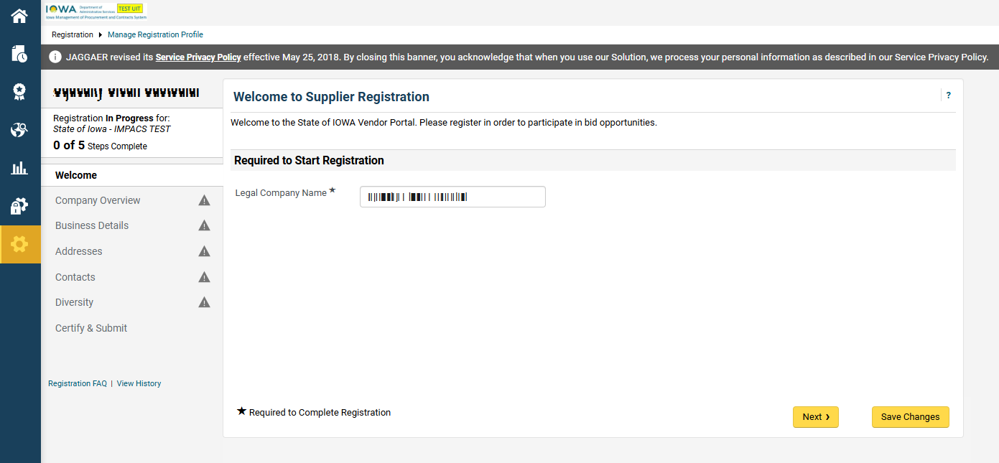 IOWA Department of Administrative Services TEST UIT
Iowa Management of Procurement and Contracts System
Registration Manage Registration Profile
JAGGAER revised its Service Privacy Policy effective May 25, 2018. By closing this banner, you acknowledge that when you use our Solution, we process your personal information as described in our Service Privacy Policy.
Registration In Progress for:
State of Iowa - IMPACS TEST
0 of 5 Steps Complete
Welcome
Company Overview
Business Details
Addresses
Contacts
Diversity
Certify & Submit
Registration FAQ | View History
Welcome to Supplier Registration ?
Welcome to the State of IOWA Vendor Portal. Please register in order to participate in bid opportunities.
Required to Start Registration
Legal Company Name ★
★ Required to Complete Registration
Next ›
Save Changes